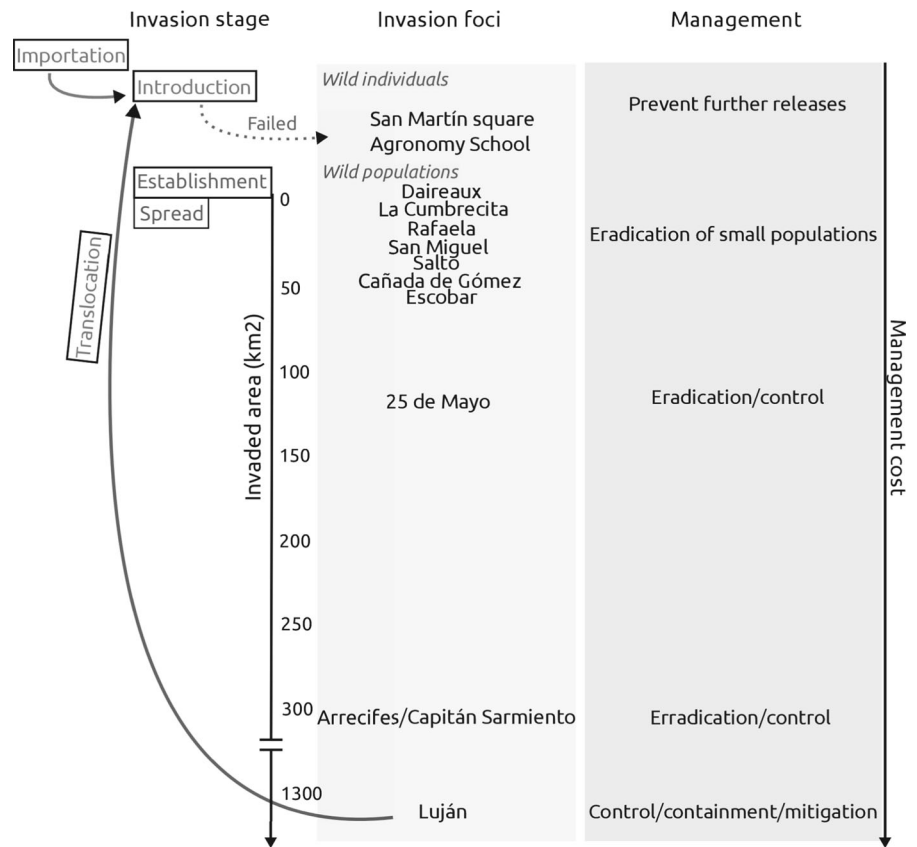 Invasion stage
Invasion foci
Management
Importation
Introduction
Failed
Establishment
Spread
Translocation
Invaded area (km2)
0
50
100
150
200
250
300
1300
Wild individuals
San Martín square
Agronomy School
Wild populations
Daireaux
La Cumbrecita
Rafaela
San Miguel
Salto
Cañada de Gómez
Escobar
25 de Mayo
Arrecifes/Capitán Sarmiento
Luján
Prevent further releases
Eradication of small populations
Eradication/control
Erradication/control
Control/containment/mitigation
Management cost